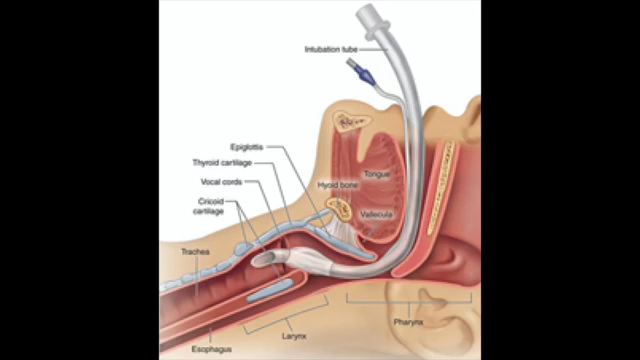 Intubation tube
Epiglottis
Thyroid cartilage
Vocal cords
Cricoid
cartilage
Trachea
Tongue
Hyoid bone
Vallecula
Pharynx
Larynx
Esophagus